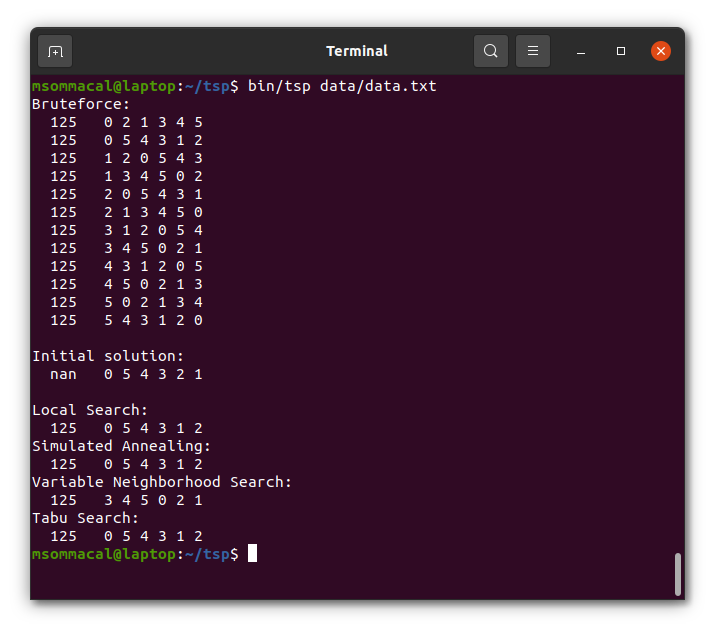 Terminal
msommacal@laptop:~/tsp$ bin/tsp data/data.txt
Bruteforce:
  125   0 2 1 3 4 5
  125   0 5 4 3 1 2
  125   1 2 0 5 4 3
  125   1 3 4 5 0 2
  125   2 0 5 4 3 1
  125   2 1 3 4 5 0
  125   3 1 2 0 5 4
  125   3 4 5 0 2 1
  125   4 3 1 2 0 5
  125   4 5 0 2 1 3
  125   5 0 2 1 3 4
  125   5 4 3 1 2 0
Initial solution:
  nan   0 5 4 3 2 1
Local Search:
  125   0 5 4 3 1 2
Simulated Annealing:
  125   0 5 4 3 1 2
Variable Neighborhood Search:
  125   3 4 5 0 2 1
Tabu Search:
  125   0 5 4 3 1 2
msommacal@laptop:~/tsp$